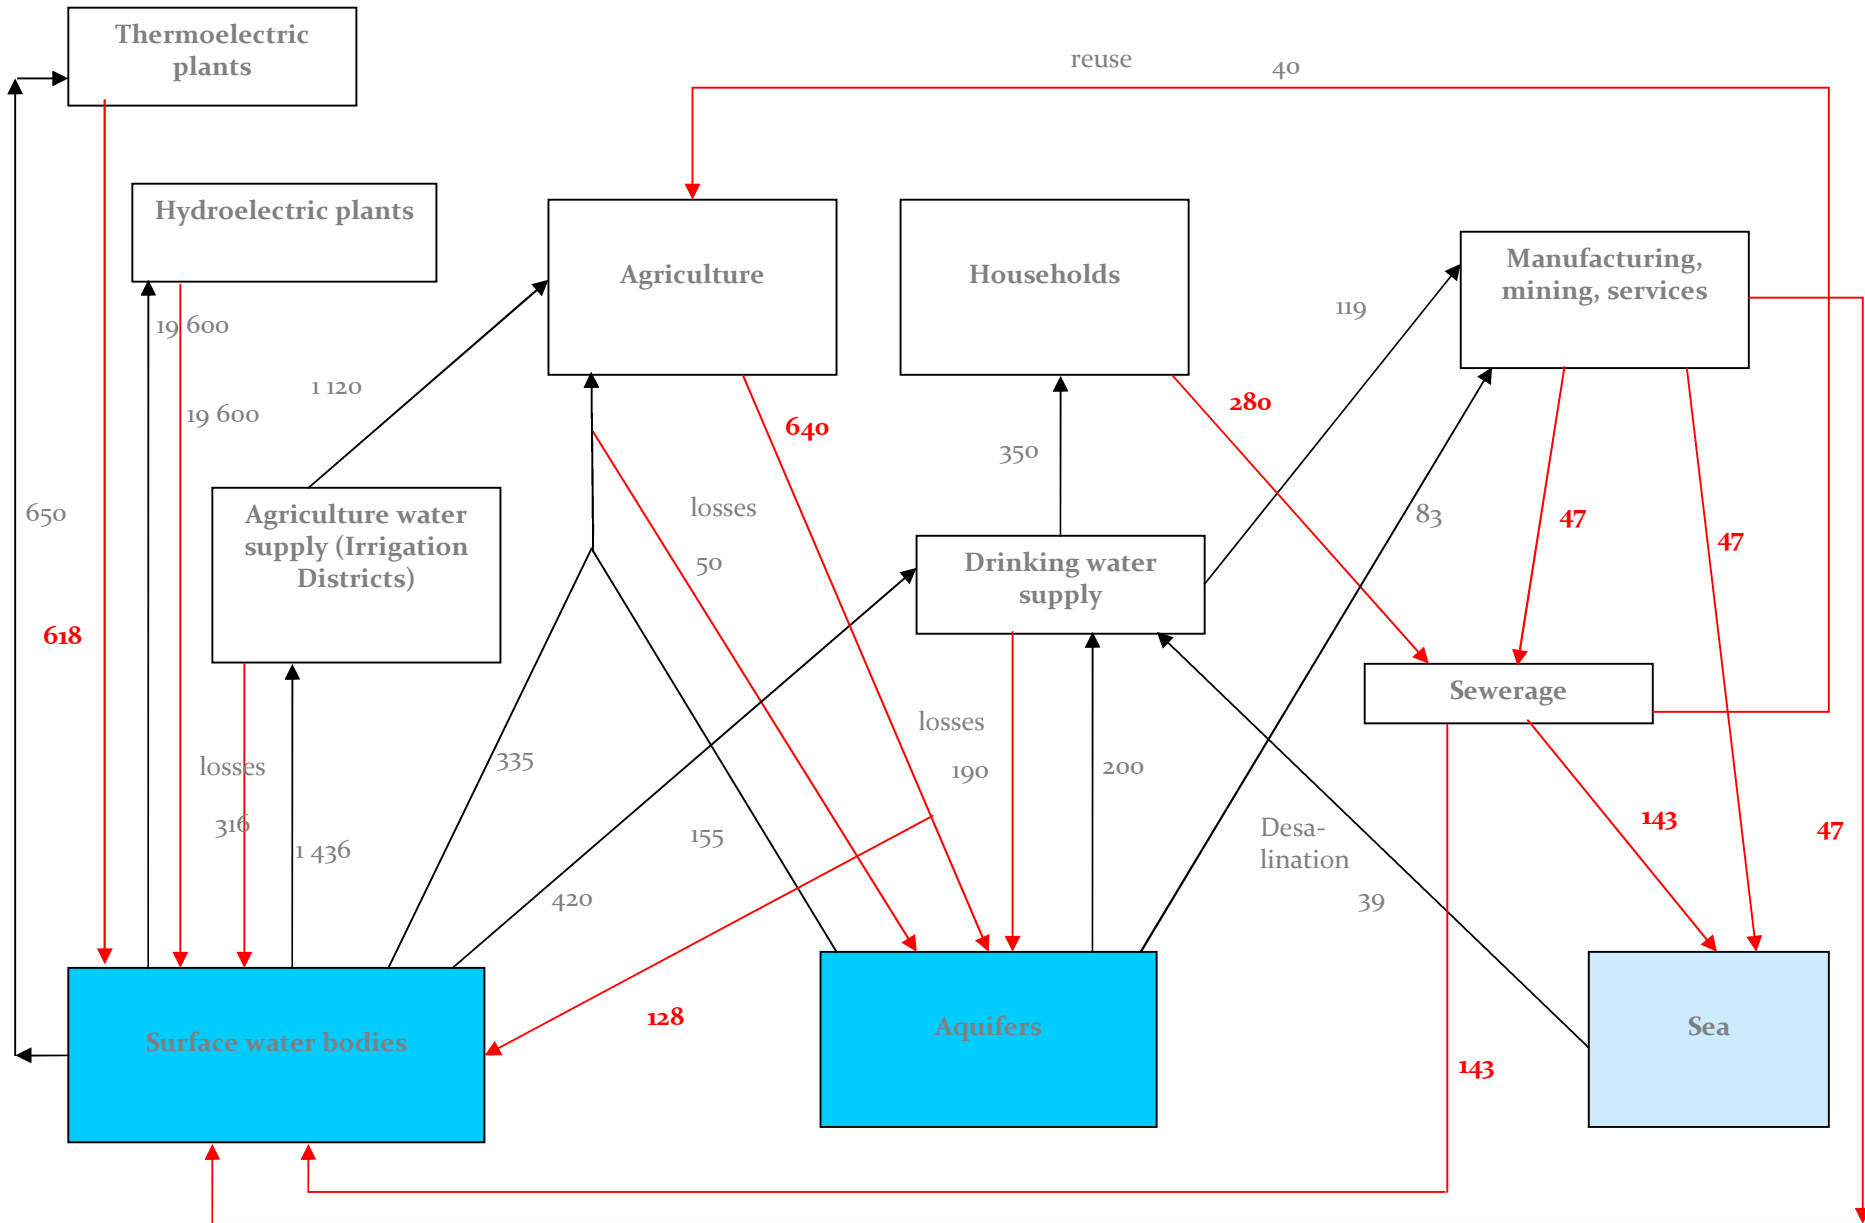 Thermoelectric
plants
reuse
40
Hydroelectric plants
Agriculture
Households
Manufacturing,
mining, services
19 600
119
1 120
19 600
640
280
350
650
losses
50
83
47
47
Agriculture water
supply (Irrigation
Districts)
Drinking water
supply
618
Sewerage
losses
316
335
losses
190
200
1 436
155
420
Desa-
lination
39
143
47
128
Surface water bodies
Aquifers
Sea
143